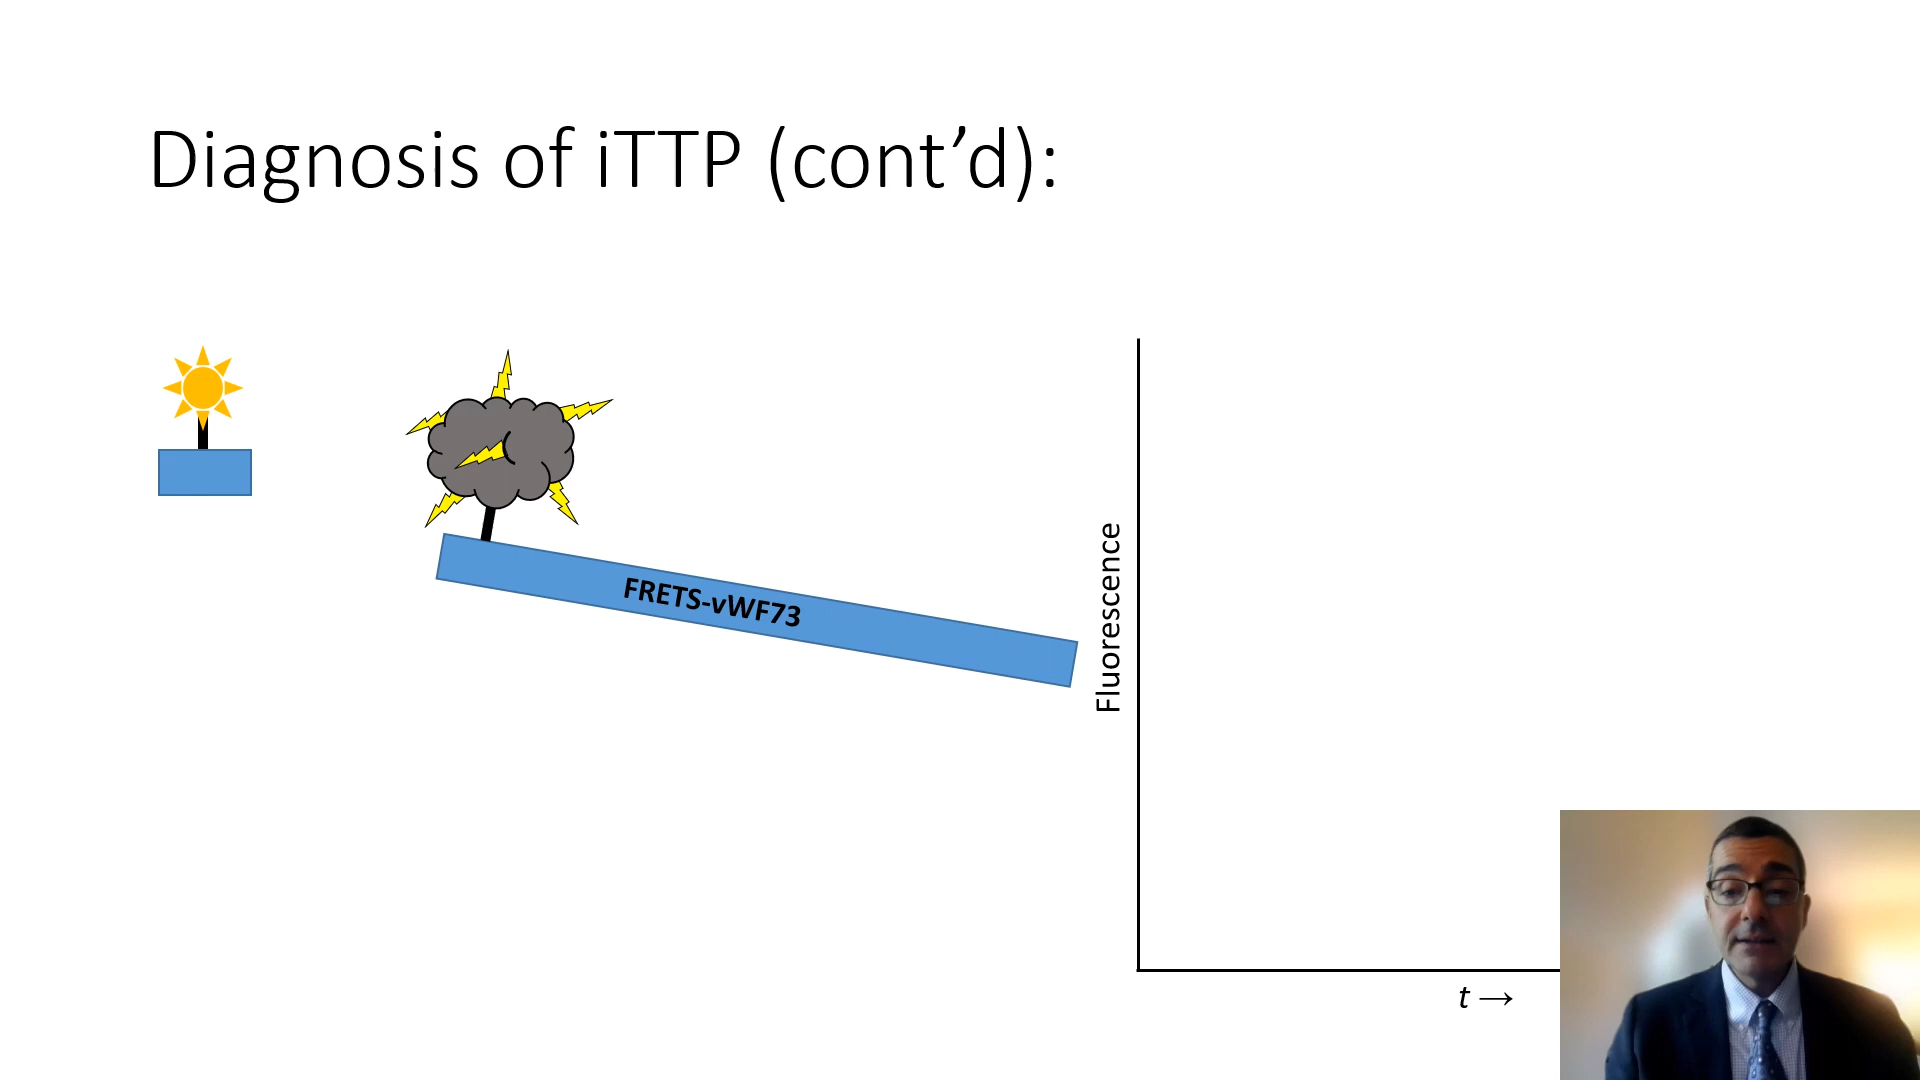 Diagnosis of iTTP (cont’d):
FRETS-vWF73
Fluorescence
t →